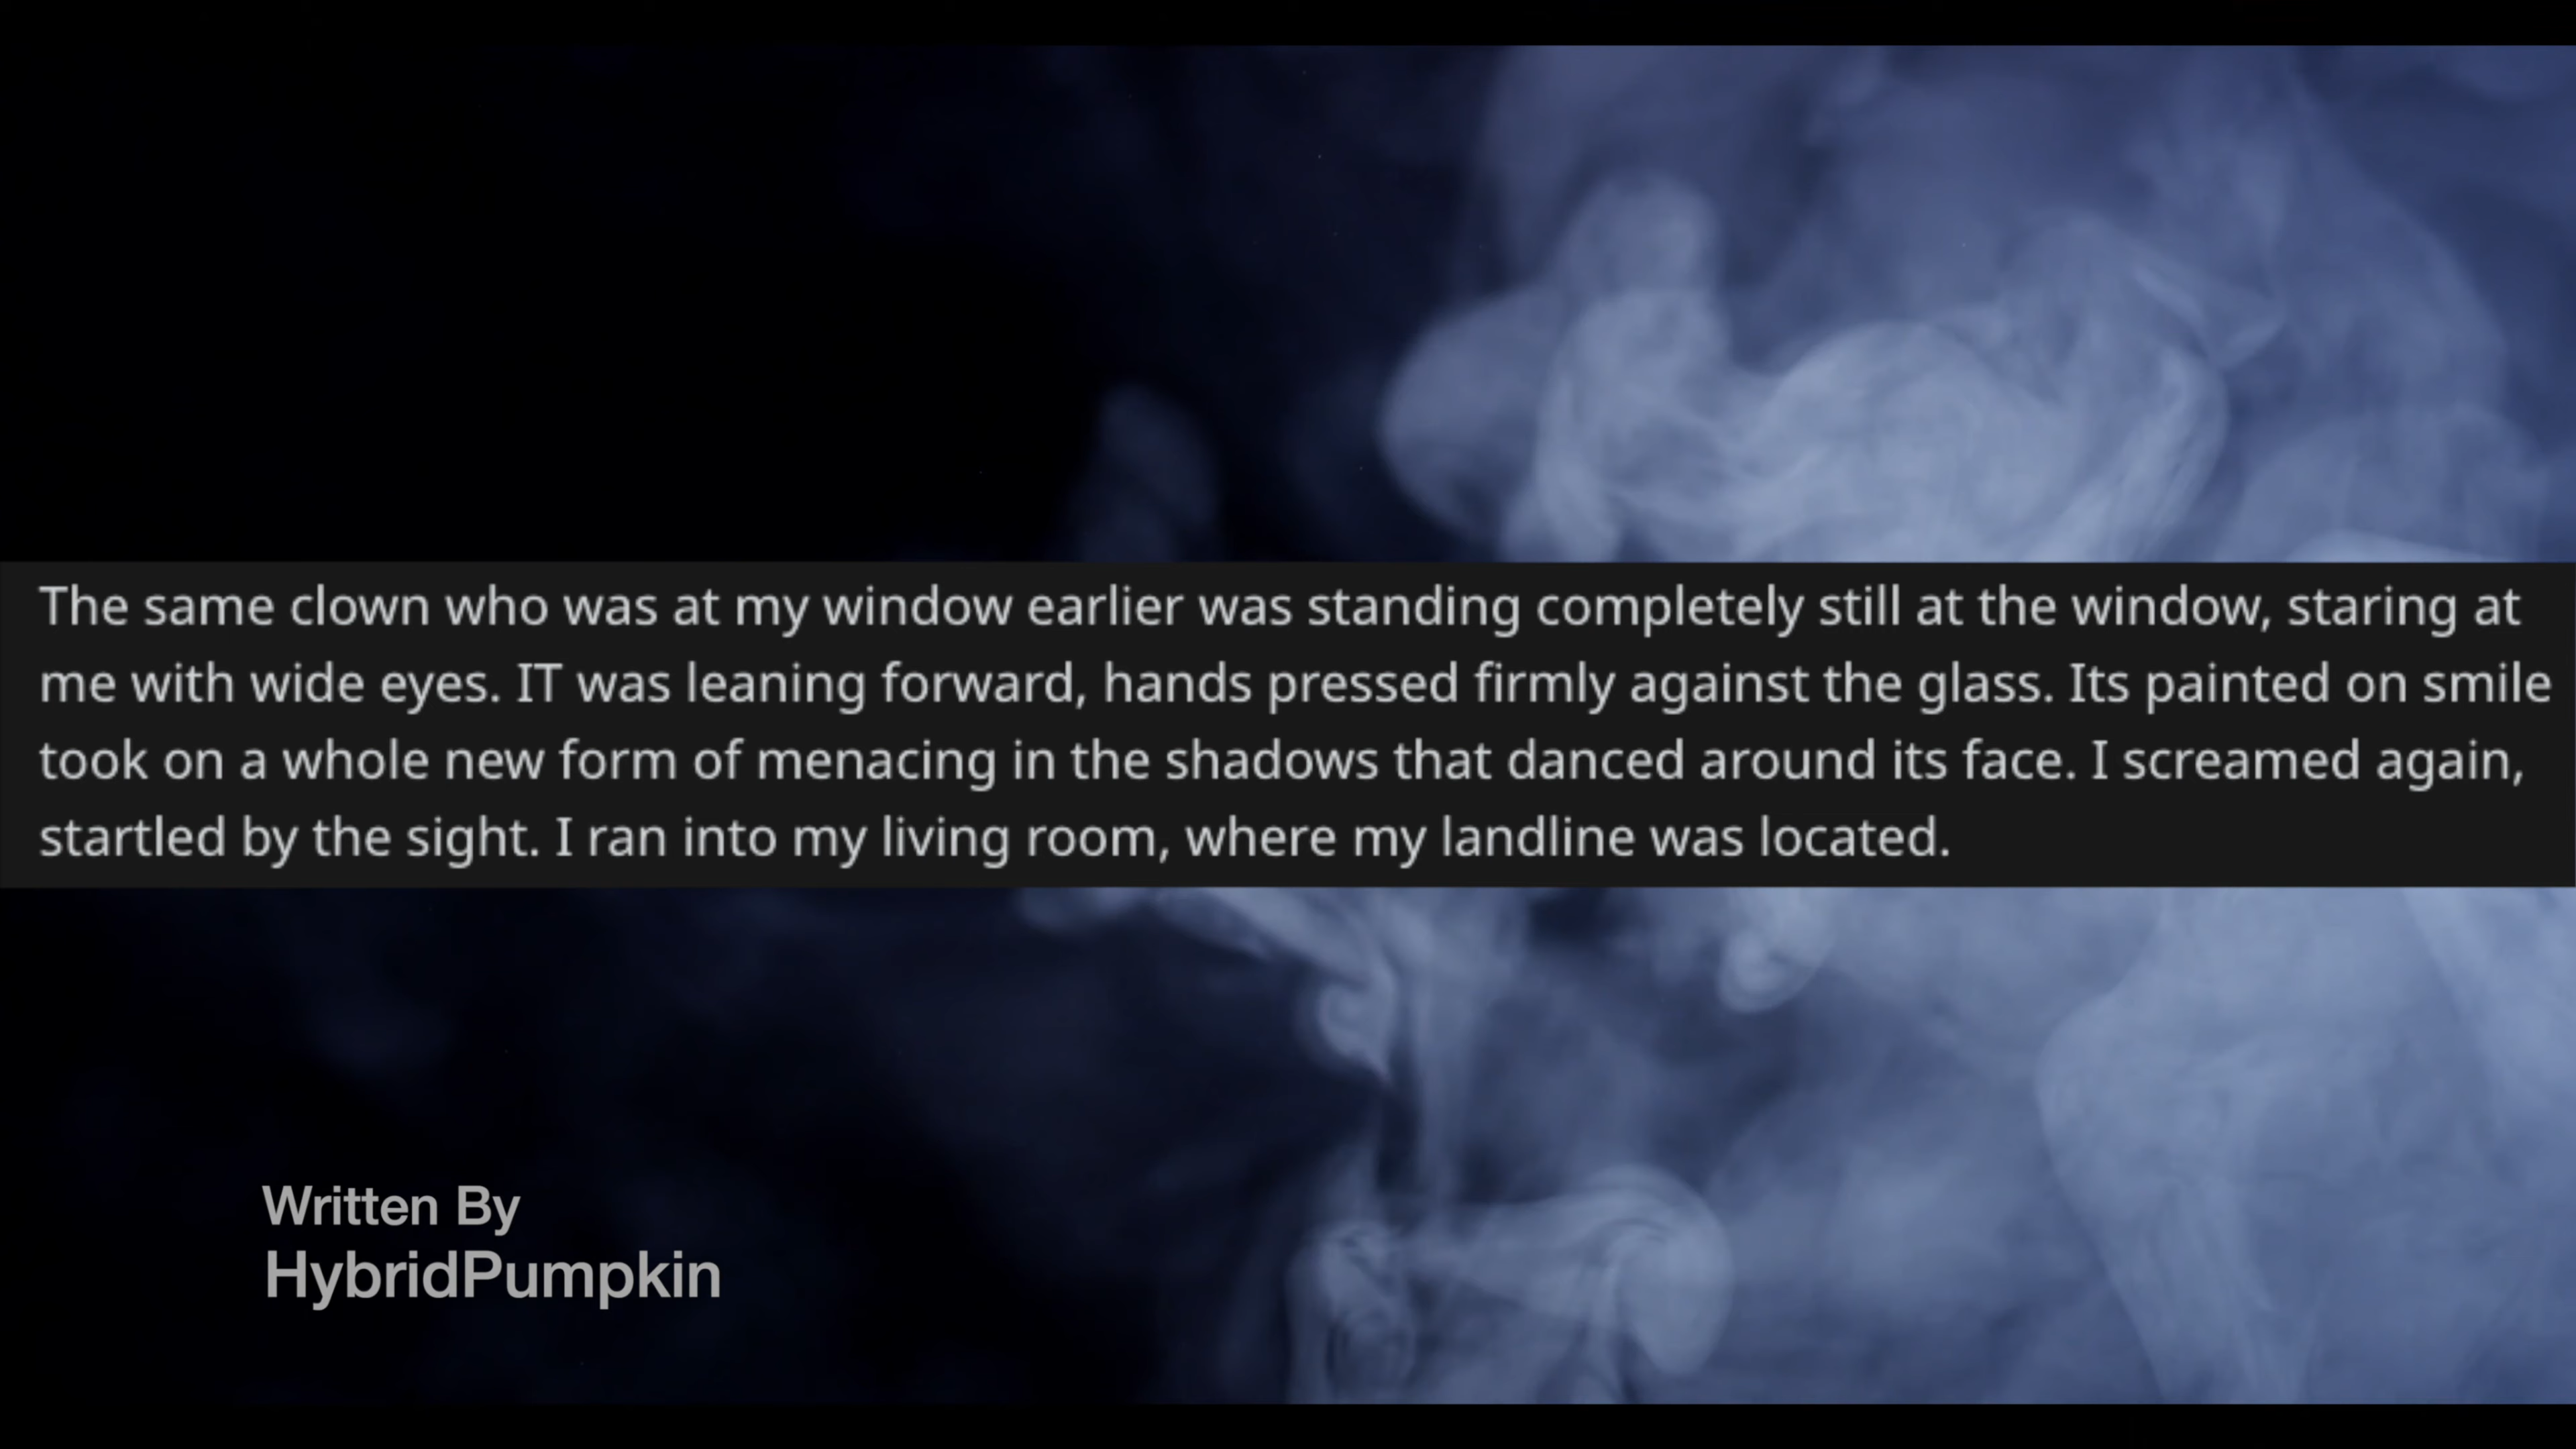 The same clown who was at my window earlier was standing completely still at the window, staring at
me with wide eyes. IT was leaning forward, hands pressed firmly against the glass. Its painted on smile
took on a whole new form of menacing in the shadows that danced around its face. I screamed again,
startled by the sight. I ran into my living room, where my landline was located.
Written By
HybridPumpkin